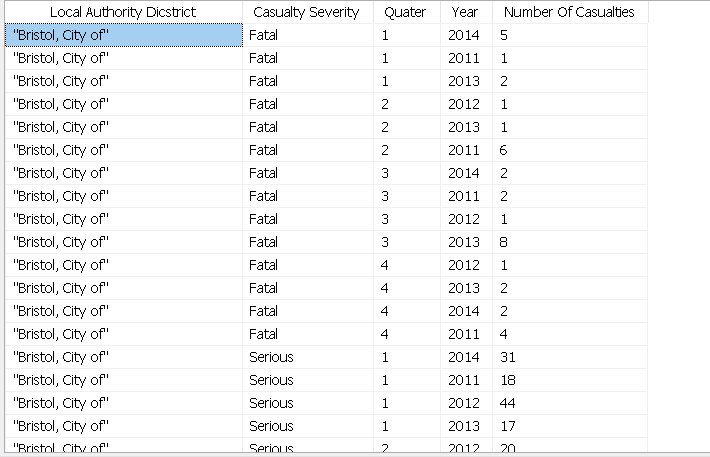 Local Authority Dicstrict Casualty Severity Quater Year Number Of Casualties
"Bristol, City of" Fatal 1 2014 5
"Bristol, City of" Fatal 1 2011 1
"Bristol, City of" Fatal 1 2013 2
"Bristol, City of" Fatal 2 2012 1
"Bristol, City of" Fatal 2 2013 1
"Bristol, City of" Fatal 2 2011 6
"Bristol, City of" Fatal 3 2014 2
"Bristol, City of" Fatal 3 2011 2
"Bristol, City of" Fatal 3 2012 1
"Bristol, City of" Fatal 3 2013 8
"Bristol, City of" Fatal 4 2012 1
"Bristol, City of" Fatal 4 2013 2
"Bristol, City of" Fatal 4 2014 2
"Bristol, City of" Fatal 4 2011 4
"Bristol, City of" Serious 1 2014 31
"Bristol, City of" Serious 1 2011 18
"Bristol, City of" Serious 1 2012 44
"Bristol, City of" Serious 1 2013 17
"Bristol, City of" Serious 2 2012 20